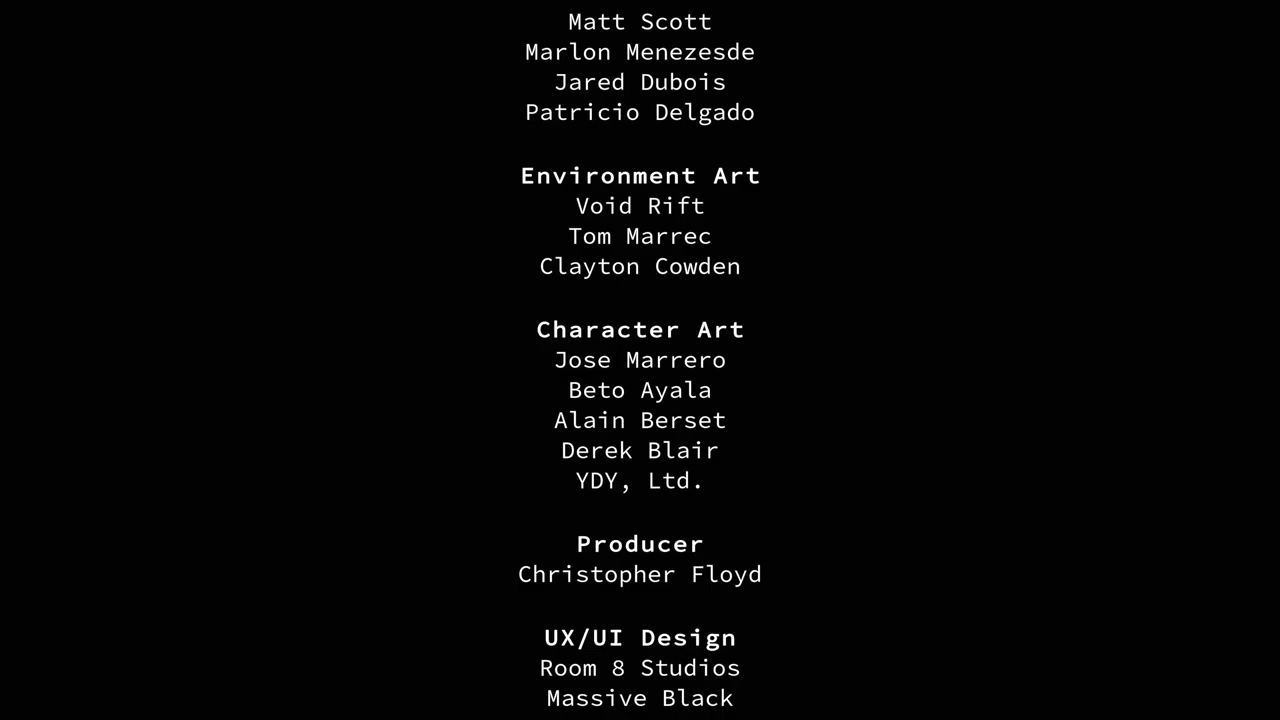 Matt Scott
Marlon Menezesde
Jared Dubois
Patricio Delgado
Environment Art
Void Rift
Tom Marrec
Clayton Cowden
Character Art
Jose Marrero
Beto Ayala
Alain Berset
Derek Blair
YDY, Ltd.
Producer
Christopher Floyd
UX/UI Design
Room 8 Studios
Massive Black